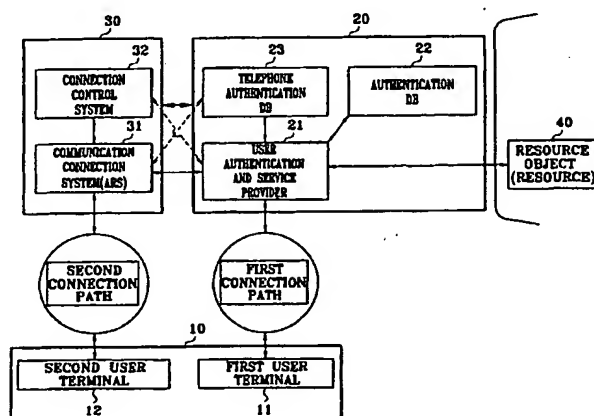 30
20
32
23
22
CONNECTION
CONTROL
SYSTEM
TELEPHONE
AUTHENTICATION
DB
AUTHENTICATION
DB
31
21
40
COMMUNICATION
CONNECTION
SYSTEM(ARS)
USER
AUTHENTICATION
AND SERVICE
PROVIDER
RESOURCE
OBJECT
(RESOURCE)
SECOND
CONNECTION
PATH
FIRST
CONNECTION
PATH
10
SECOND USER
TERMINAL
FIRST USER
TERMINAL
12
11